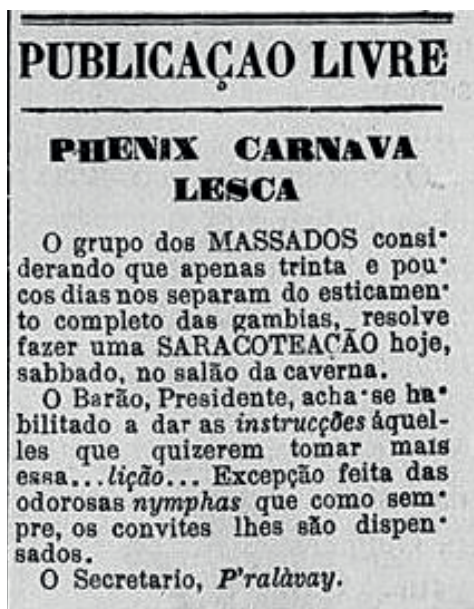 PUBLICAÇAO LIVRE
PHENIX CARNAVA
LESCA
O grupo dos MASSADOS consi-
derando que apenas trinta e pou-
cos dias nos separam do esticamen-
to completo das gambias, resolve
fazer uma SARACOTEAÇÃO hoje,
sabbado, no salão da caverna.
O Barão, Presidente, acha-se ha-
bilitado a dar as instrucções áquel-
les que quizerem tomar mais
essa...lição... Excepção feita das
odorosas nymphas que como sem-
pre, os convites lhes são dispen-
sados.
O Secretario, P'ralàvay.